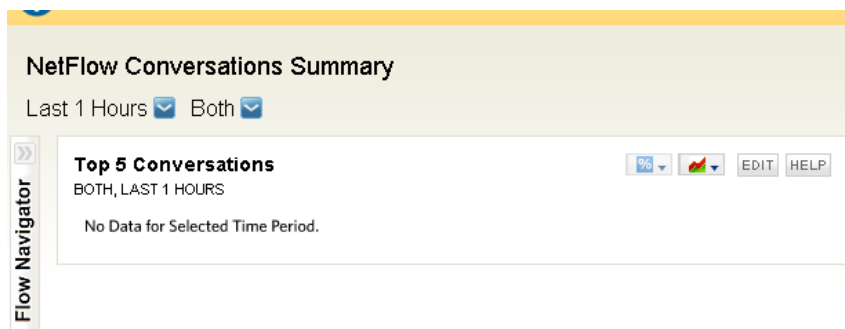 NetFlow Conversations Summary
Last 1 Hours Both
Flow Navigator
Top 5 Conversations
% EDIT HELP
BOTH, LAST 1 HOURS
No Data for Selected Time Period.